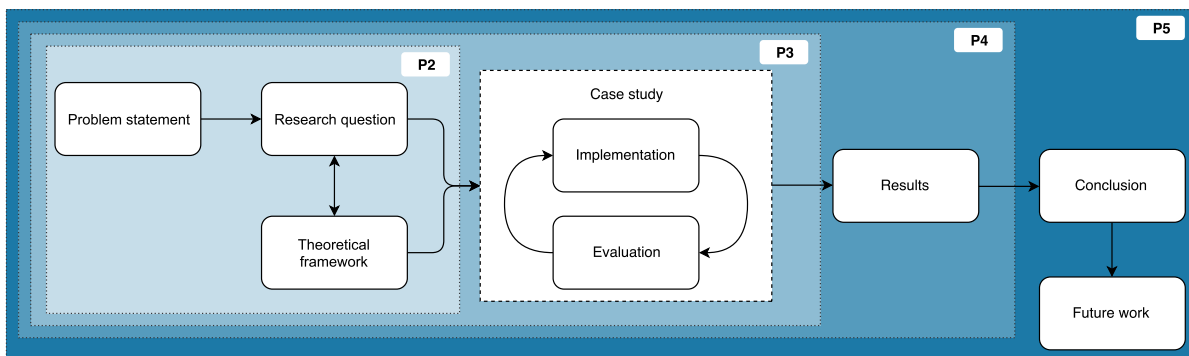 P5
P4
P3
P2
Case study
Problem statement
Research question
Implementation
Theoretical
framework
Evaluation
Results
Conclusion
Future work